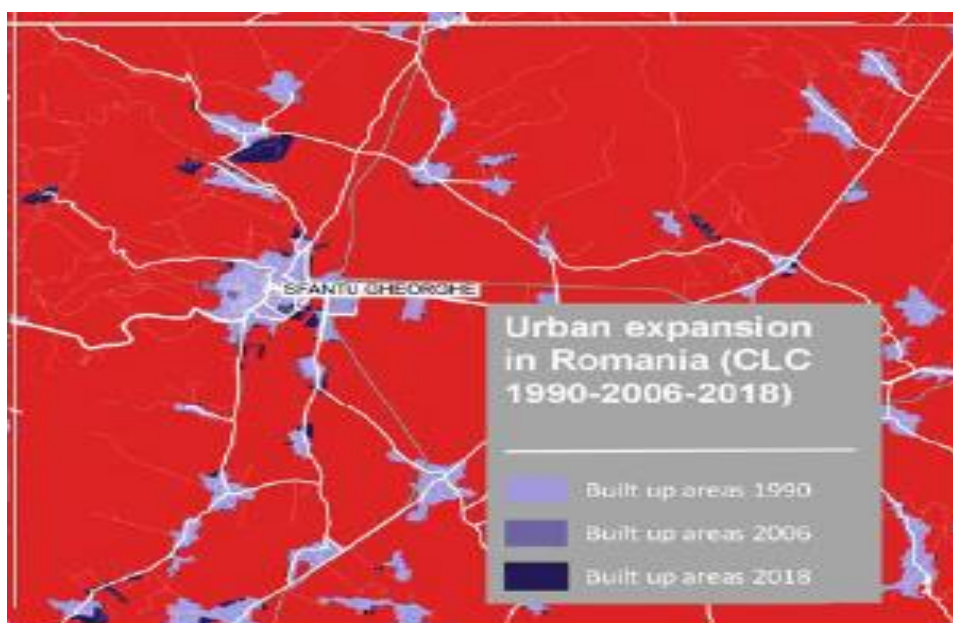 SFANTU GHEORGHE
Urban expansion
in Romania (CLC
1990-2006-2018)
Built up areas 1990
Built up areas 2006
Built up areas 2018